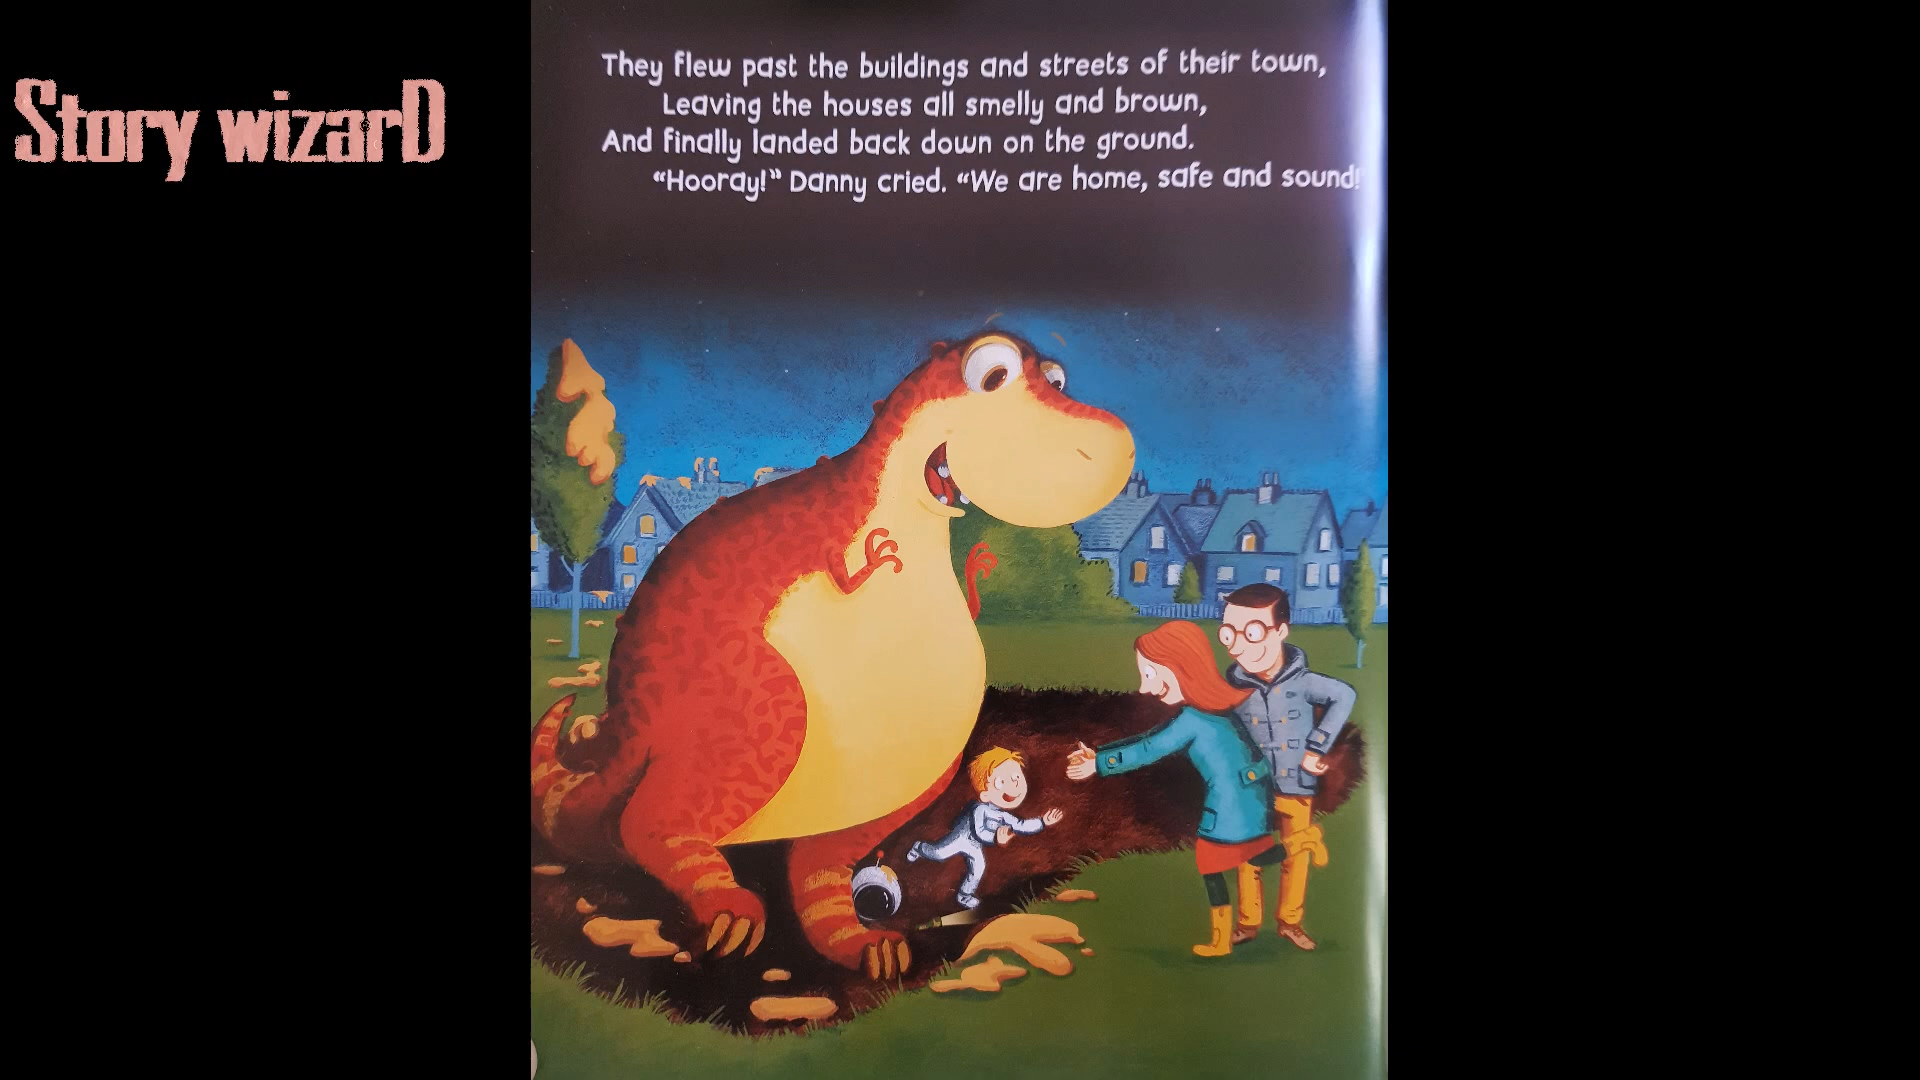 Story wizarD
They flew past the buildings and streets of their town,
Leaving the houses all smelly and brown,
And finally landed back down on the ground.
“Hooray!” Danny cried. “We are home, safe and sound!